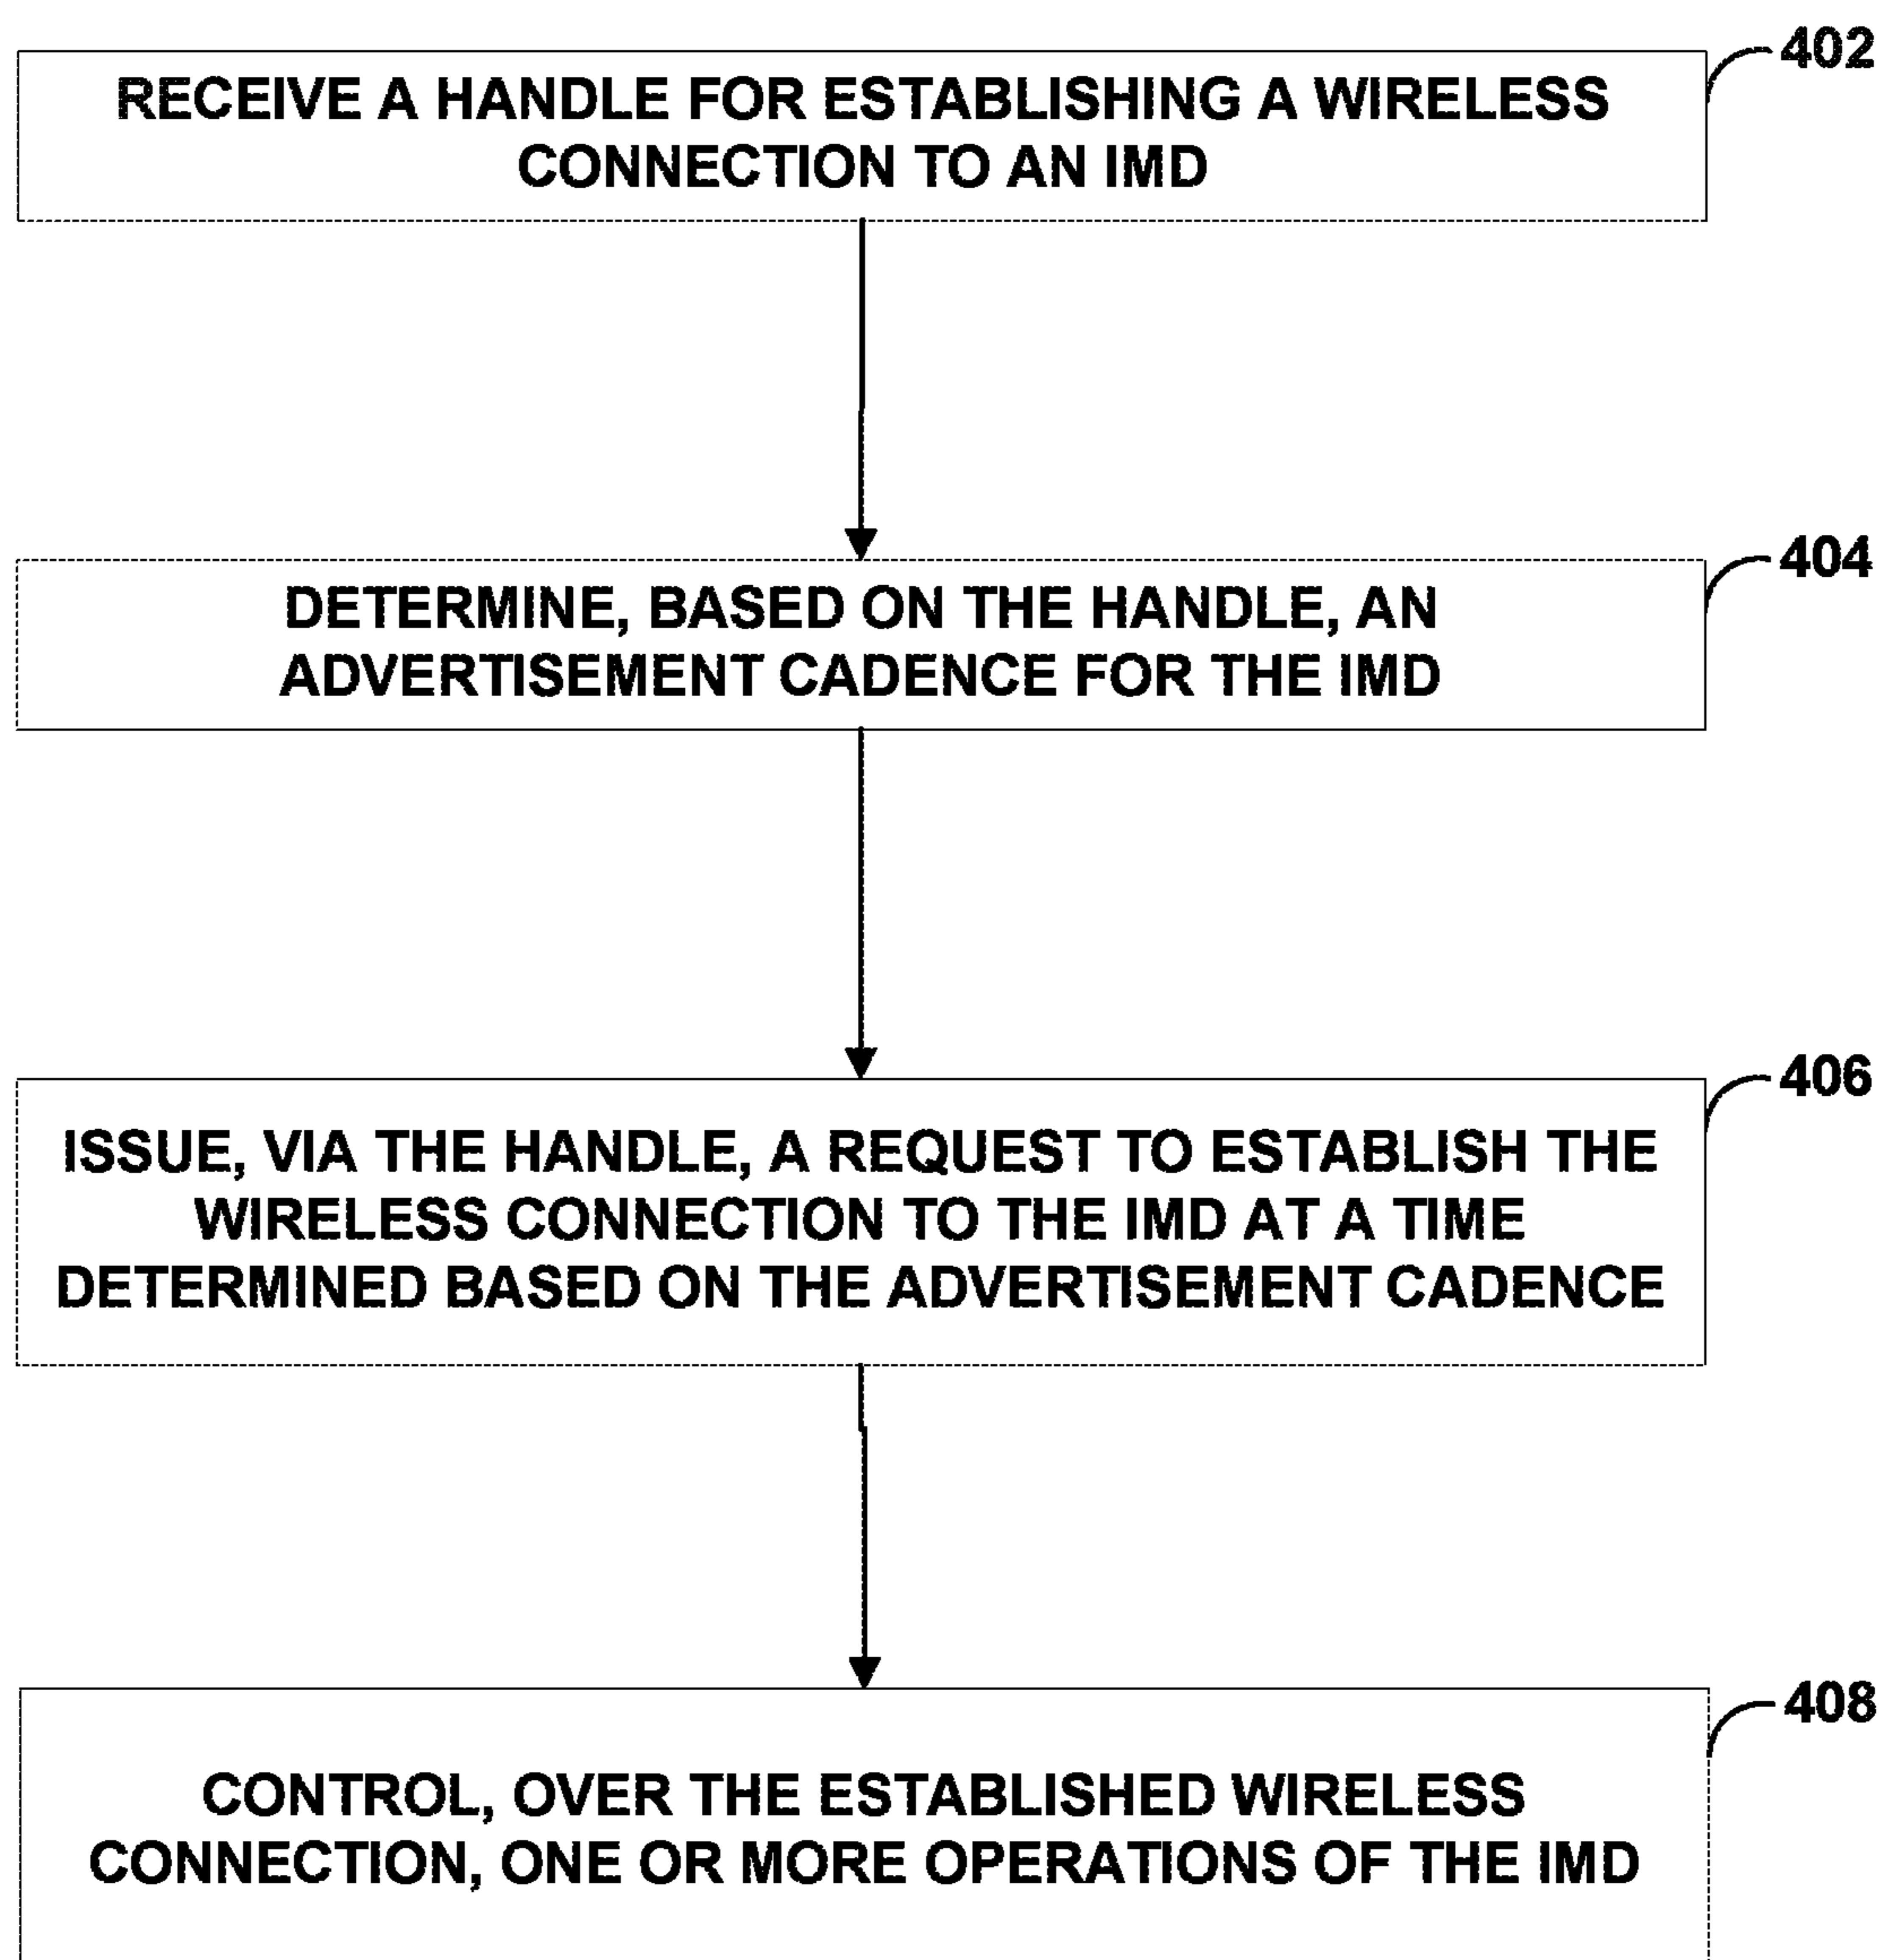 402
RECEIVE A HANDLE FOR ESTABLISHING A WIRELESS
CONNECTION TO AN IMD
404
DETERMINE, BASED ON THE HANDLE, AN
ADVERTISEMENT CADENCE FOR THE IMD
406
ISSUE, VIA THE HANDLE, A REQUEST TO ESTABLISH THE
WIRELESS CONNECTION TO THE IMD AT A TIME
DETERMINED BASED ON THE ADVERTISEMENT CADENCE
408
CONTROL, OVER THE ESTABLISHED WIRELESS
CONNECTION, ONE OR MORE OPERATIONS OF THE IMD